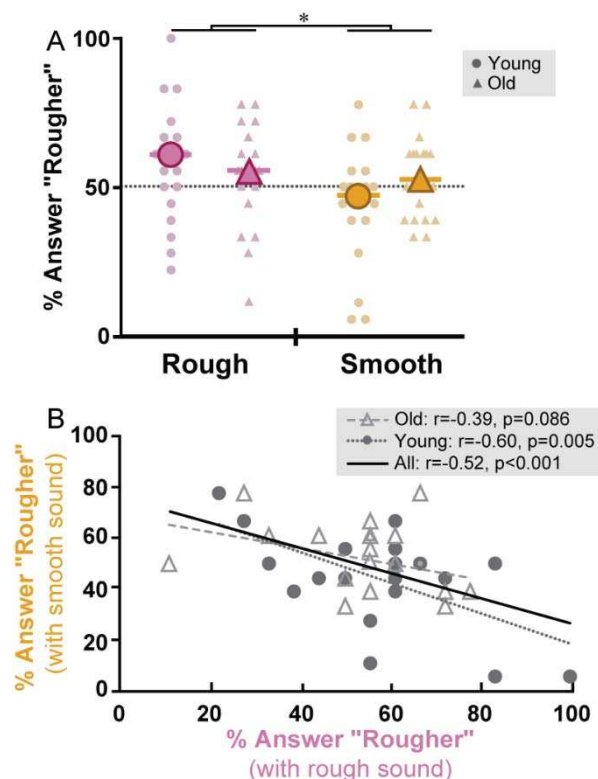 A
*
100
50
0
% Answer "Rougher"
Young
Old
Rough
Smooth
B
Old: r=-0.39, p=0.086
Young: r=-0.60, p=0.005
All: r=-0.52, p<0.001
100
80
60
40
20
0
% Answer "Rougher"
(with smooth sound)
0
20
40
60
80
100
% Answer "Rougher"
(with rough sound)